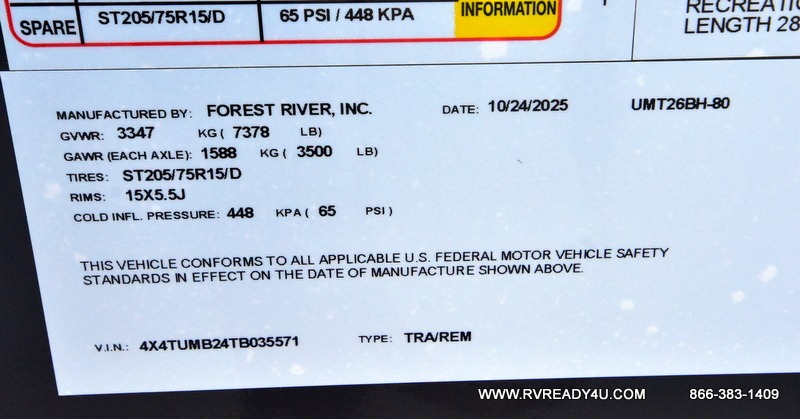 SPARE ST205/75R15/D 65 PSI / 448 KPA INFORMATION
LENGTH 28
MANUFACTURED BY: FOREST RIVER, INC. DATE: 10/24/2025 UMT26BH-80
GVWR: 3347 KG ( 7378 LB)
GAWR (EACH AXLE): 1588 KG ( 3500 LB)
TIRES: ST205/75R15/D
RIMS: 15X5.5J
COLD INFL. PRESSURE: 448 KPA ( 65 PSI )
THIS VEHICLE CONFORMS TO ALL APPLICABLE U.S. FEDERAL MOTOR VEHICLE SAFETY
STANDARDS IN EFFECT ON THE DATE OF MANUFACTURE SHOWN ABOVE.
V.I.N.: 4X4TUMB24TB035571 TYPE: TRA/REM
WWW.RVREADY4U.COM 866-383-1409